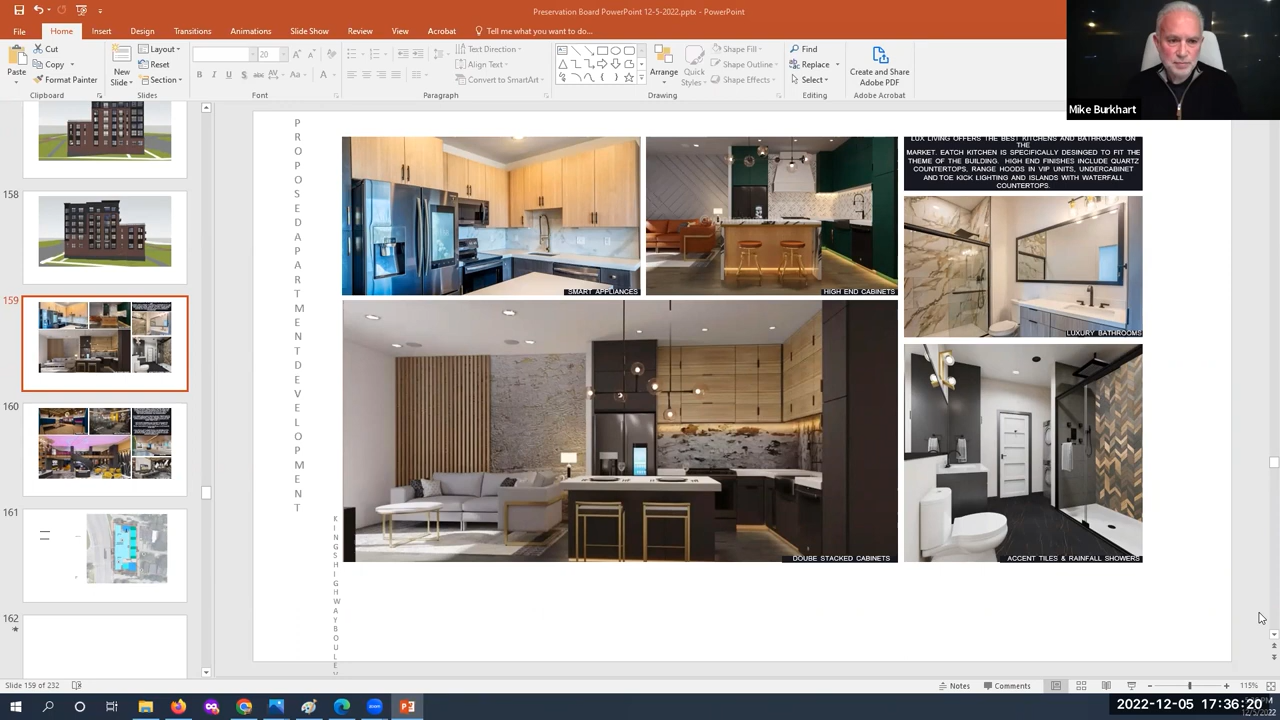 Preservation Board PowerPoint 12-5-2022.pptx - PowerPoint
File
Home
Insert
Design
Transitions
Animations
Slide Show
Review
View
Acrobat
Tell me what you want to do...
Paste
Cut
Copy
Format Painter
Clipboard
New Slide
Layout
Reset
Section
Slides
20
B I U S abc AV Aa A
Font
Text Direction
Align Text
Convert to SmartArt
Paragraph
Arrange
Quick Styles
Shape Fill
Shape Outline
Shape Effects
Drawing
Find
Replace
Select
Editing
Create and Share Adobe PDF
Adobe Acrobat
Mike Burkhart
158
159
160
161
162
PROPOSED APARTMENT DEVELOPMENT
KINGSHIGHWAY BOULE
LUX LIVING OFFERS THE BEST KITCHENS AND BATHROOMS ON
THE
MARKET. EATCH KITCHEN IS SPECIFICALLY DESINGED TO FIT THE
THEME OF THE BUILDING. HIGH END FINISHES INCLUDE QUARTZ
COUNTERTOPS, RANGE HOODS IN VIP UNITS, UNDERCABINET
AND TOE KICK LIGHTING AND ISLANDS WITH WATERFALL
COUNTERTOPS.
SMART APPLIANCES
HIGH END CABINETS
LUXURY BATHROOMS
DOUBE STACKED CABINETS
ACCENT TILES & RAINFALL SHOWERS
Slide 159 of 232
Notes
Comments
115%
2022-12-05 17:36:20